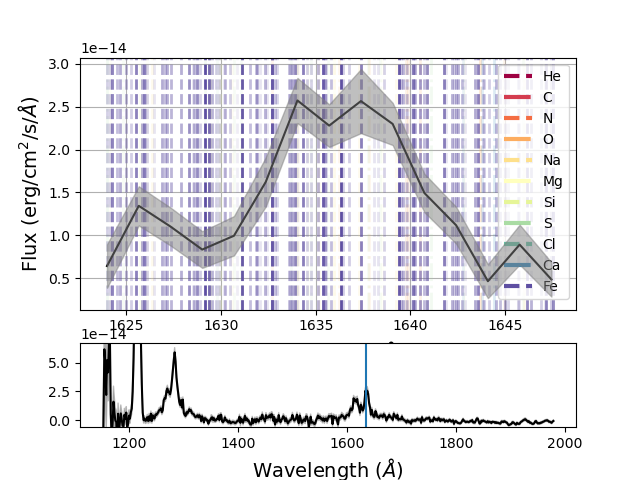 1e−14
3.0
2.5
2.0
1.5
1.0
0.5
Flux (erg/cm²/s/Å)
He
C
N
O
Na
Mg
Si
S
Cl
Ca
Fe
1625 1630 1635 1640 1645
1e−14
5.0
2.5
0.0
1200 1400 1600 1800 2000
Wavelength (Å)